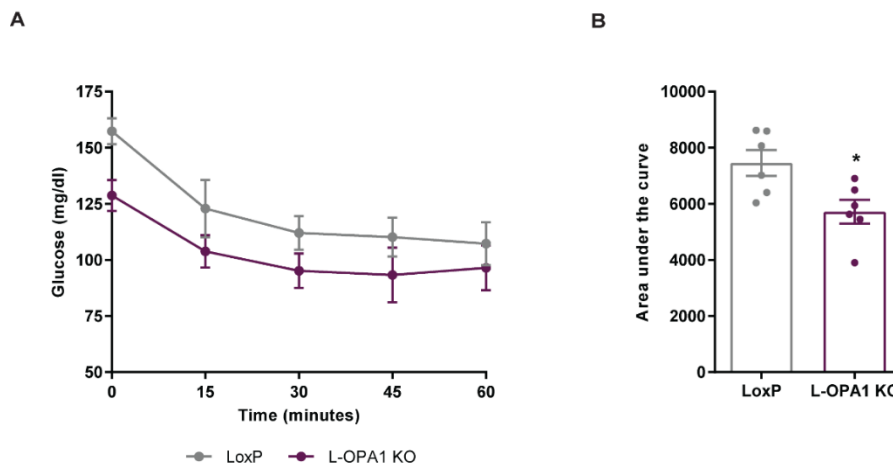 A
B
175
150
125
100
75
50
Glucose (mg/dl)
0 15 30 45 60
Time (minutes)
LoxP L-OPA1 KO
10000
8000
6000
4000
2000
0
Area under the curve
*
LoxP L-OPA1 KO